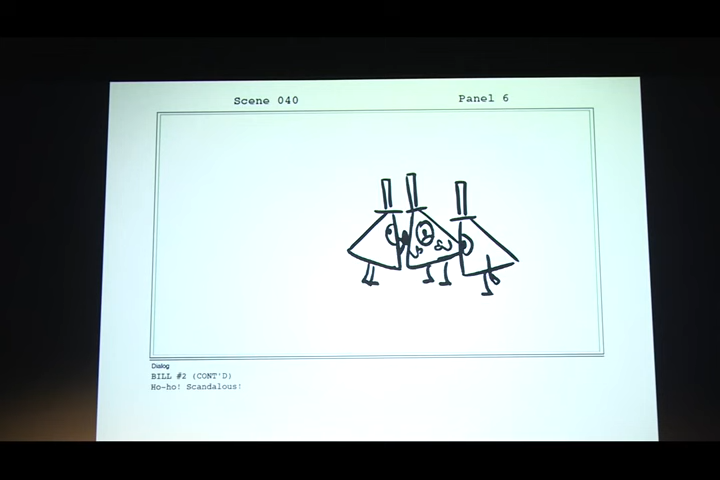 Scene 040
Panel 6
Dialog
BILL #2 (CONT'D)
Ho-ho! Scandalous!